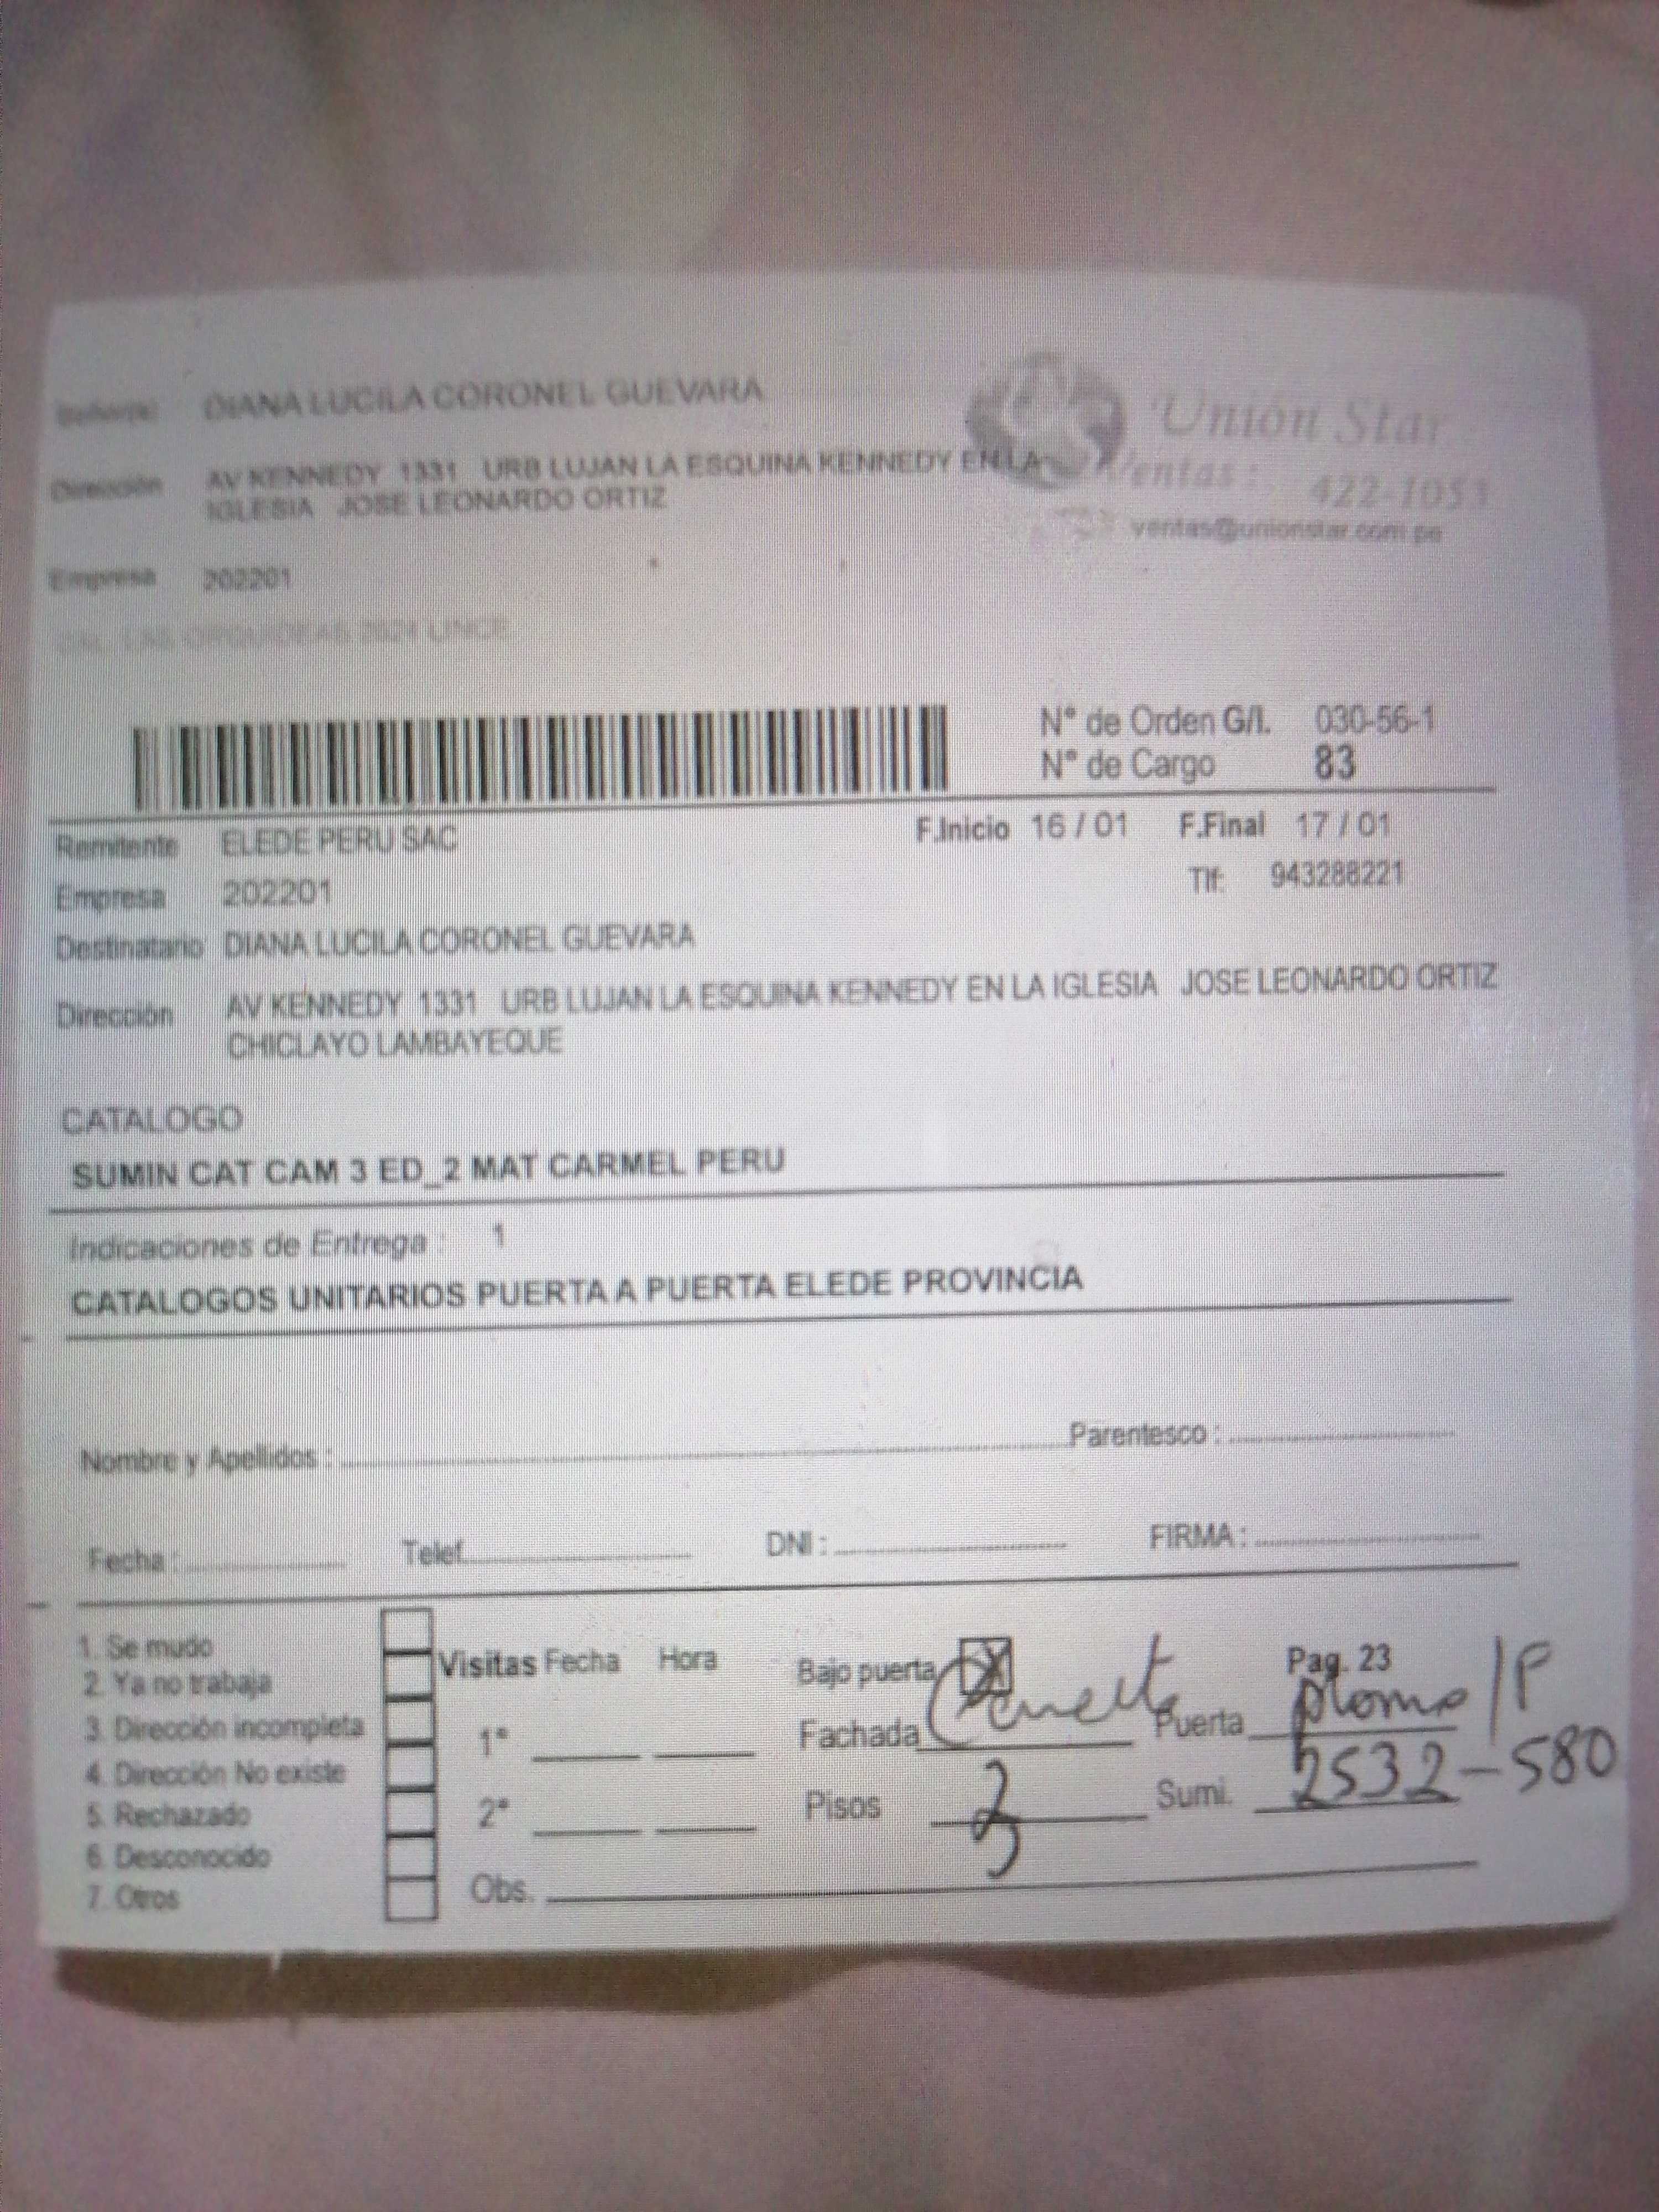 Señor(a) DIANA LUCILA CORONEL GUEVARA
Unión Star
Dirección AV KENNEDY 1331 URB LUJAN LA ESQUINA KENNEDY EN LA
IGLESIA JOSE LEONARDO ORTIZ
Ventas: 422-1053
ventas@unionstar.com.pe
Empresa 202201
CAL. LAS ORQUIDEAS LINCE
N° de Orden G/I. 030-56-1
N° de Cargo 83
Remitente ELEDE PERU SAC F.Inicio 16 / 01 F.Final 17 / 01
Empresa 202201 Tlf: 943288221
Destinatario DIANA LUCILA CORONEL GUEVARA
Dirección AV KENNEDY 1331 URB LUJAN LA ESQUINA KENNEDY EN LA IGLESIA JOSE LEONARDO ORTIZ
CHICLAYO LAMBAYEQUE
CATALOGO
SUMIN CAT CAM 3 ED_2 MAT CARMEL PERU
Indicaciones de Entrega : 1
CATALOGOS UNITARIOS PUERTA A PUERTA ELEDE PROVINCIA
Nombre y Apellidos : Parentesco :
Fecha : Telef. DNI : FIRMA :
1. Se mudo
2. Ya no trabaja
3. Dirección incompleta
4. Dirección No existe
5. Rechazado
6. Desconocido
7. Otros
Visitas Fecha Hora
1°
2°
Obs.
Bajo puerta X Pag. 23
Fachada Puerta plomo /F
Pisos Sumi. 2532-580